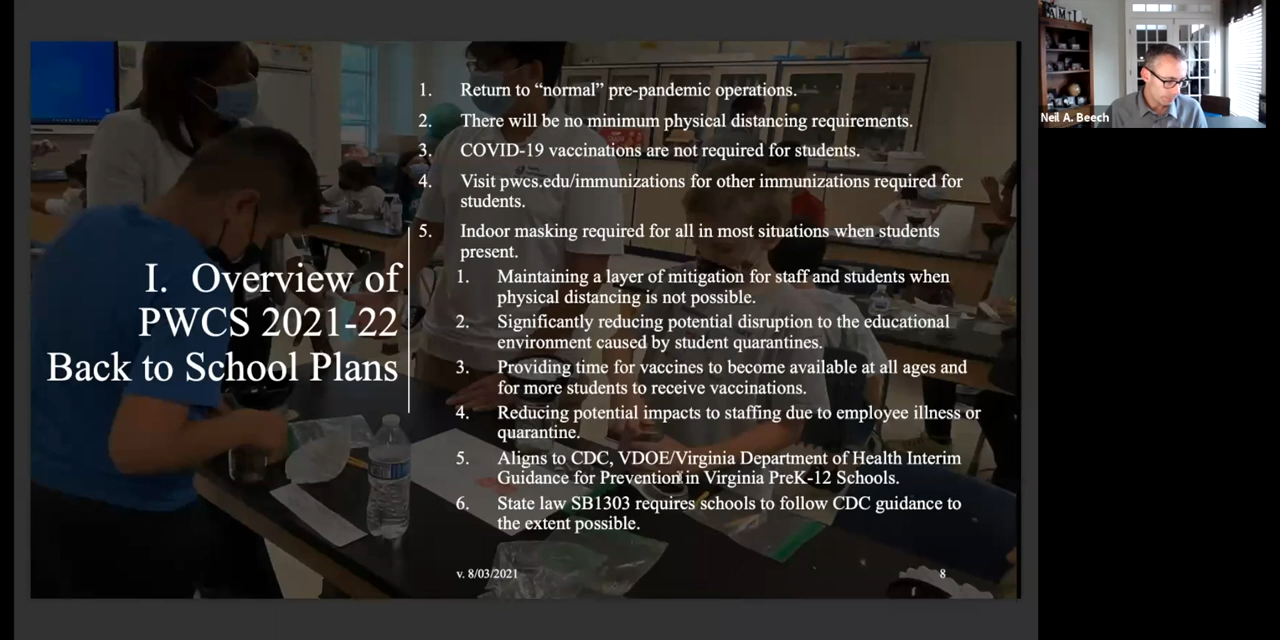 Neil A. Beech
I. Overview of
PWCS 2021-22
Back to School Plans
1. Return to “normal” pre-pandemic operations.
2. There will be no minimum physical distancing requirements.
3. COVID-19 vaccinations are not required for students.
4. Visit pwcs.edu/immunizations for other immunizations required for
students.
5. Indoor masking required for all in most situations when students
present.
1. Maintaining a layer of mitigation for staff and students when
physical distancing is not possible.
2. Significantly reducing potential disruption to the educational
environment caused by student quarantines.
3. Providing time for vaccines to become available at all ages and
for more students to receive vaccinations.
4. Reducing potential impacts to staffing due to employee illness or
quarantine.
5. Aligns to CDC, VDOE/Virginia Department of Health Interim
Guidance for Prevention in Virginia PreK-12 Schools.
6. State law SB1303 requires schools to follow CDC guidance to
the extent possible.
v. 8/03/2021
8